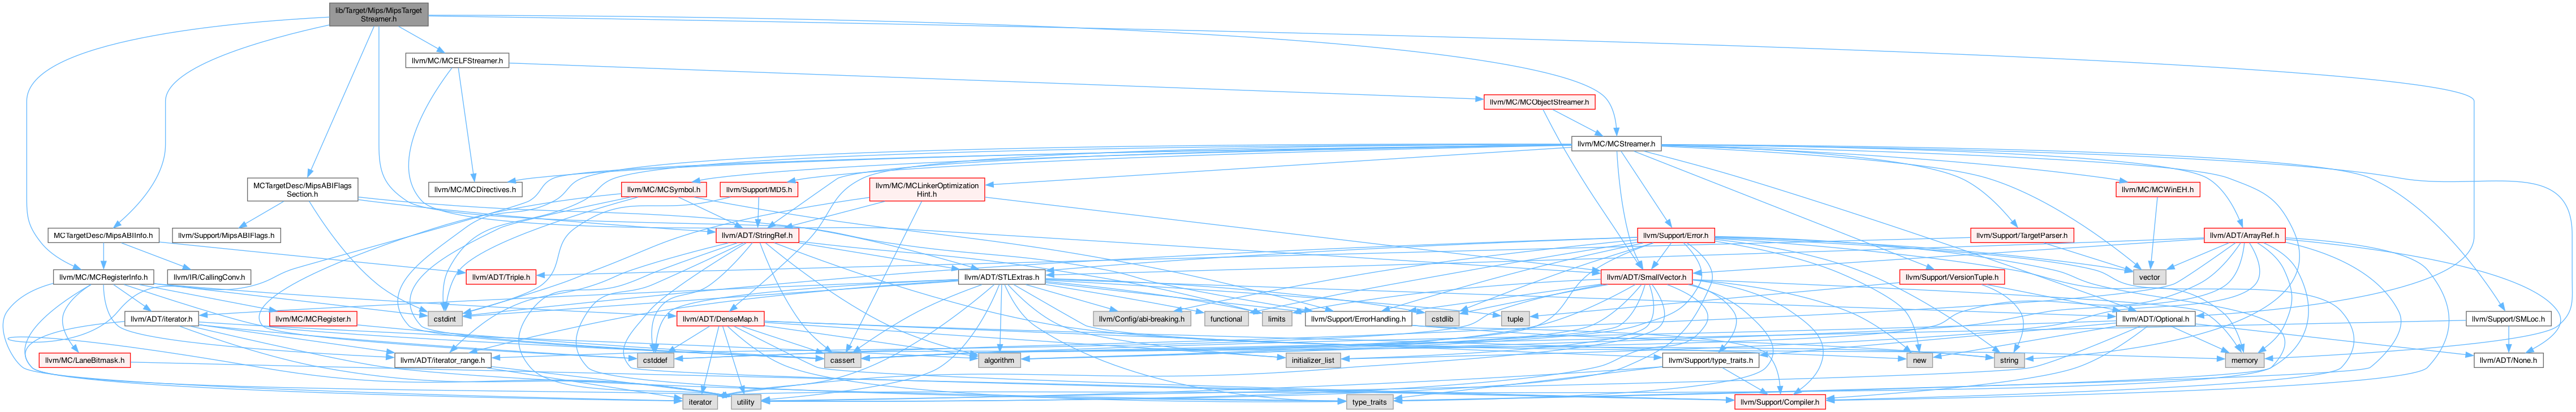 lib/Target/Mips/MipsTarget
Streamer.h
llvm/MC/MCELFStreamer.h
llvm/MC/MCObjectStreamer.h
llvm/MC/MCStreamer.h
MCTargetDesc/MipsABIFlags
Section.h
llvm/MC/MCDirectives.h
llvm/MC/MCSymbol.h
llvm/Support/MD5.h
llvm/MC/MCLinkerOptimization
Hint.h
llvm/MC/MCWinEH.h
MCTargetDesc/MipsABIInfo.h
llvm/Support/MipsABIFlags.h
llvm/ADT/StringRef.h
llvm/Support/Error.h
llvm/Support/TargetParser.h
llvm/ADT/ArrayRef.h
llvm/MC/MCRegisterInfo.h
llvm/IR/CallingConv.h
llvm/ADT/Triple.h
llvm/ADT/STLExtras.h
llvm/ADT/SmallVector.h
llvm/Support/VersionTuple.h
vector
llvm/ADT/iterator.h
llvm/MC/MCRegister.h
cstdint
llvm/ADT/DenseMap.h
llvm/Config/abi-breaking.h
functional
limits
llvm/Support/ErrorHandling.h
cstdlib
tuple
llvm/ADT/Optional.h
llvm/Support/SMLoc.h
llvm/MC/LaneBitmask.h
llvm/ADT/iterator_range.h
cstddef
cassert
algorithm
initializer_list
llvm/Support/type_traits.h
new
string
memory
llvm/ADT/None.h
iterator
utility
type_traits
llvm/Support/Compiler.h